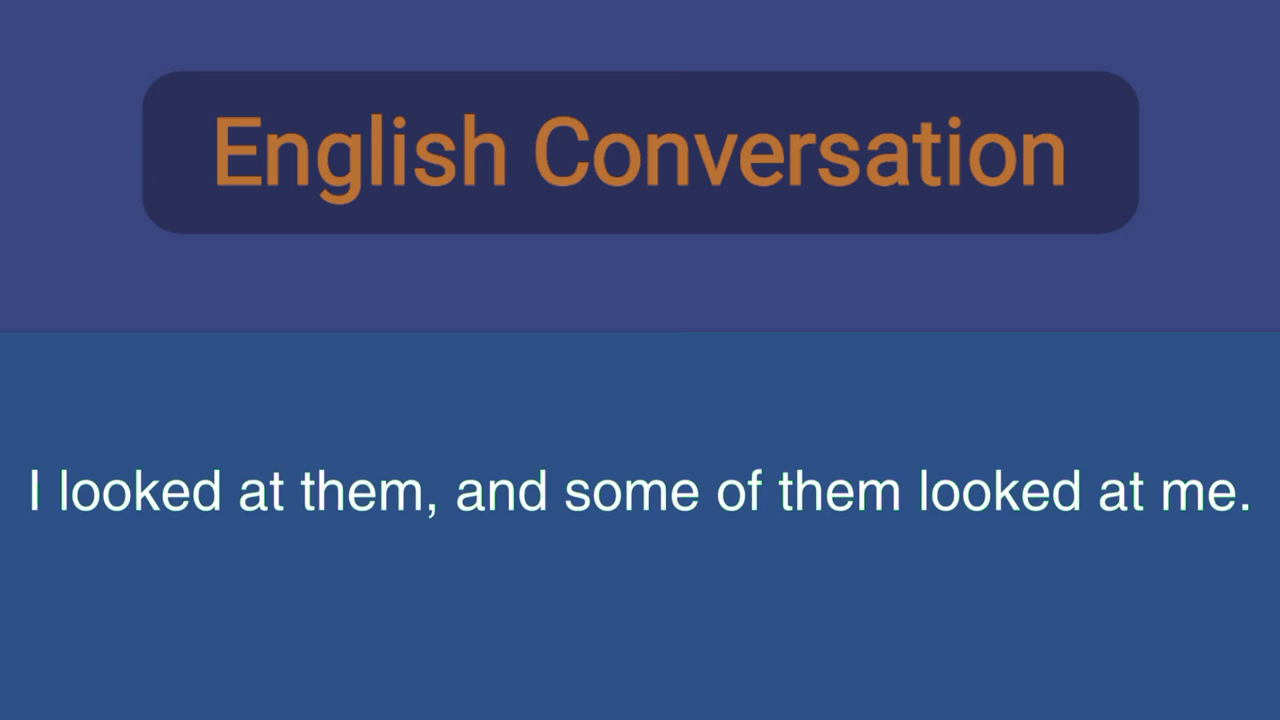 English Conversation
I looked at them, and some of them looked at me.